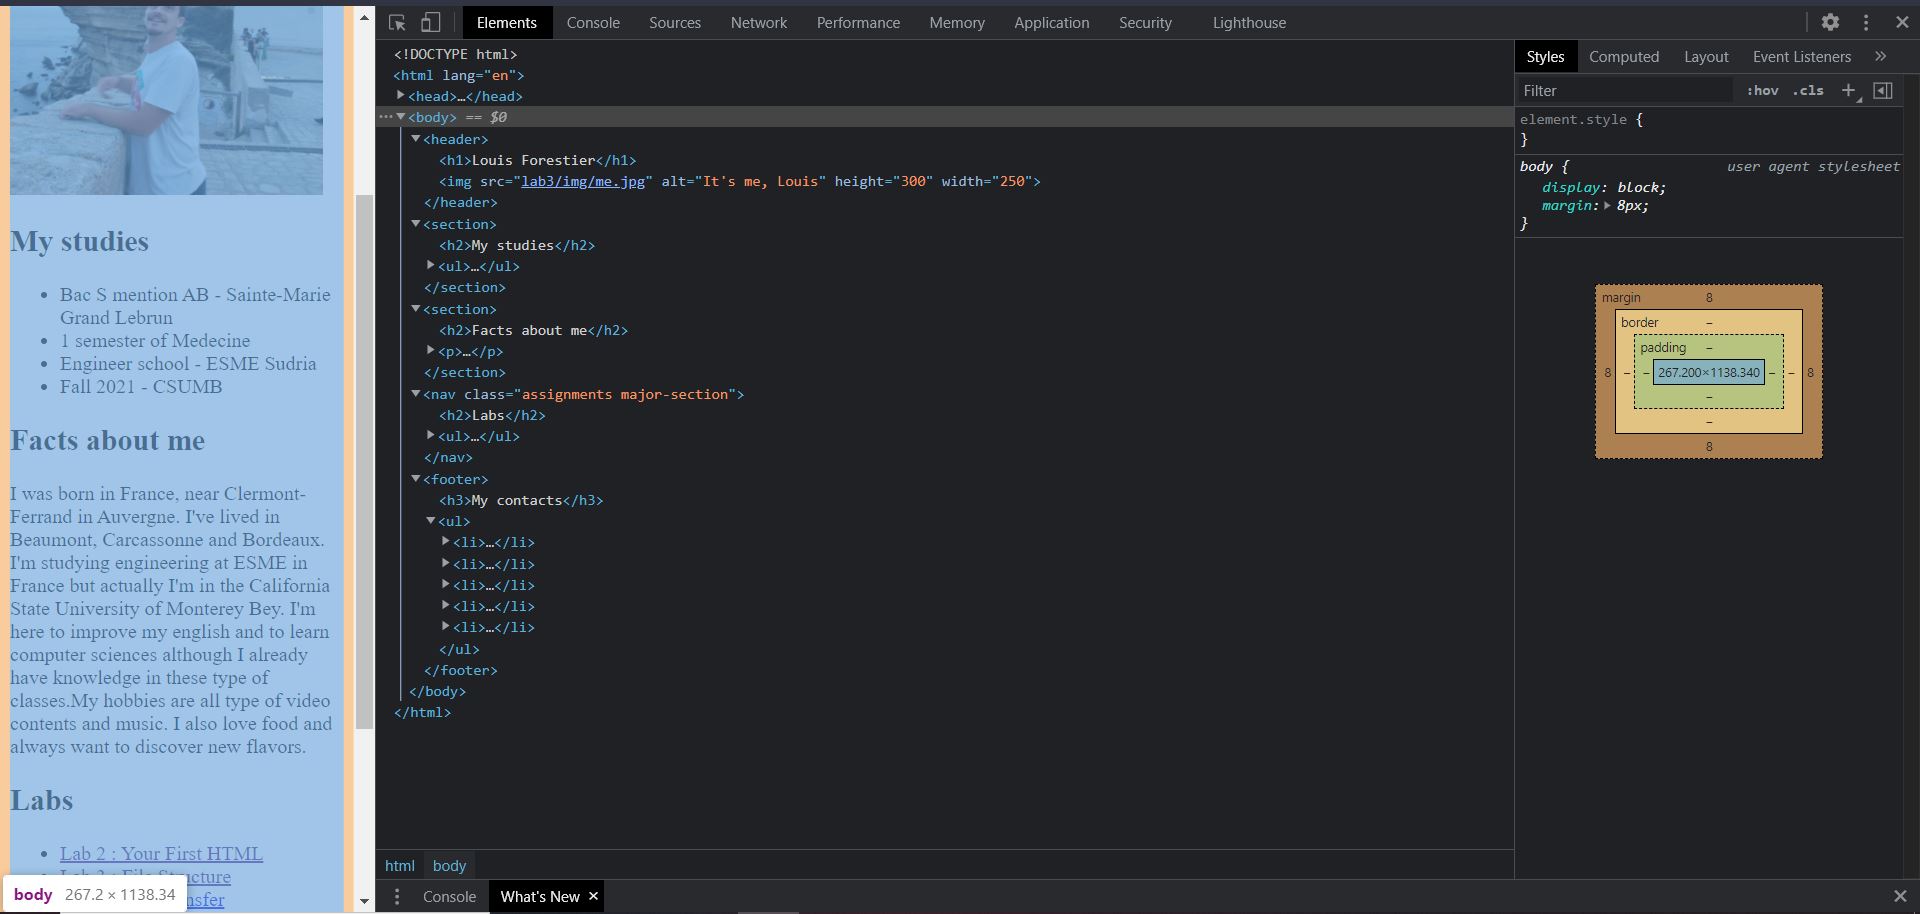 My studies
Bac S mention AB - Sainte-Marie
Grand Lebrun
1 semester of Medecine
Engineer school - ESME Sudria
Fall 2021 - CSUMB
Facts about me
I was born in France, near Clermont-
Ferrand in Auvergne. I've lived in
Beaumont, Carcassonne and Bordeaux.
I'm studying engineering at ESME in
France but actually I'm in the California
State University of Monterey Bey. I'm
here to improve my english and to learn
computer sciences although I already
have knowledge in these type of
classes.My hobbies are all type of video
contents and music. I also love food and
always want to discover new flavors.
Labs
Lab 2 : Your First HTML
body 267.2 × 1138.34
Elements Console Sources Network Performance Memory Application Security Lighthouse
<!DOCTYPE html>
<html lang="en">
<head>…</head>
<body> == $0
<header>
<h1>Louis Forestier</h1>
<img src="lab3/img/me.jpg" alt="It's me, Louis" height="300" width="250">
</header>
<section>
<h2>My studies</h2>
<ul>…</ul>
</section>
<section>
<h2>Facts about me</h2>
<p>…</p>
</section>
<nav class="assignments major-section">
<h2>Labs</h2>
<ul>…</ul>
</nav>
<footer>
<h3>My contacts</h3>
<ul>
<li>…</li>
<li>…</li>
<li>…</li>
<li>…</li>
<li>…</li>
</ul>
</footer>
</body>
</html>
html body
Console What's New
Styles Computed Layout Event Listeners
Filter :hov .cls
element.style {
}
body { user agent stylesheet
display: block;
margin: 8px;
}
margin 8
border –
padding –
8 – – 267.200×1138.340 – – 8
–
–
8